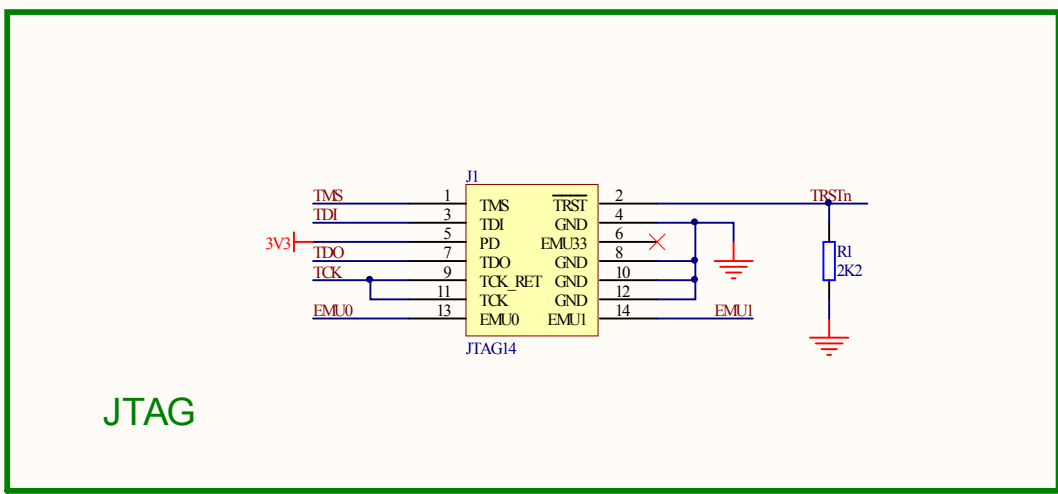 J1
TMS 1 TMS TRST 2 TRSTn
TDI 3 TDI GND 4
3V3 5 PD EMU33 6
TDO 7 TDO GND 8 R1
TCK 9 TCK_RET GND 10 2K2
11 TCK GND 12
EMU0 13 EMU0 EMU1 14 EMU1
JTAG14
JTAG